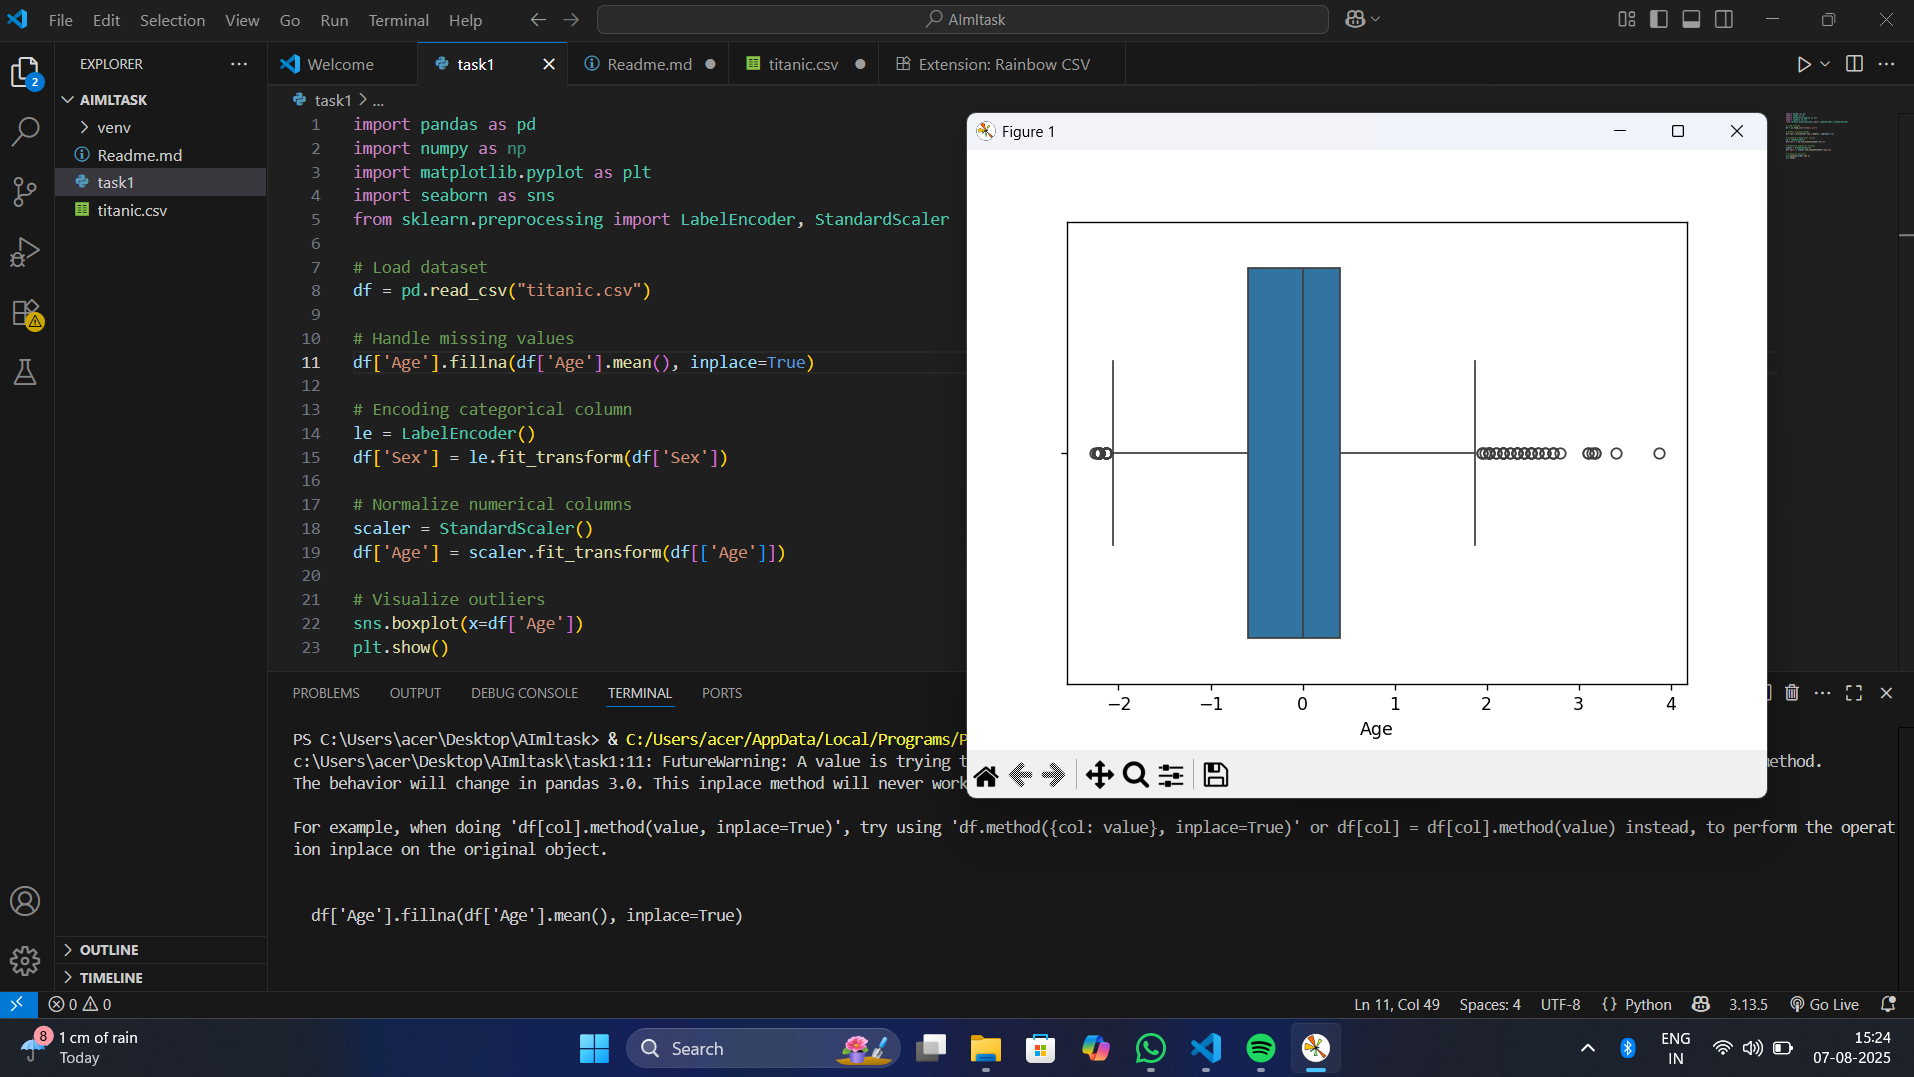 File Edit Selection View Go Run Terminal Help
AImltask
EXPLORER
Welcome
task1
Readme.md
titanic.csv
Extension: Rainbow CSV
2
AIMLTASK
venv
Readme.md
task1
titanic.csv
task1 > ...
1 import pandas as pd
2 import numpy as np
3 import matplotlib.pyplot as plt
4 import seaborn as sns
5 from sklearn.preprocessing import LabelEncoder, StandardScaler
6
7 # Load dataset
8 df = pd.read_csv("titanic.csv")
9
10 # Handle missing values
11 df['Age'].fillna(df['Age'].mean(), inplace=True)
12
13 # Encoding categorical column
14 le = LabelEncoder()
15 df['Sex'] = le.fit_transform(df['Sex'])
16
17 # Normalize numerical columns
18 scaler = StandardScaler()
19 df['Age'] = scaler.fit_transform(df[['Age']])
20
21 # Visualize outliers
22 sns.boxplot(x=df['Age'])
23 plt.show()
Figure 1
−2 −1 0 1 2 3 4
Age
PROBLEMS OUTPUT DEBUG CONSOLE TERMINAL PORTS
PS C:\Users\acer\Desktop\AImltask> & C:/Users/acer/AppData/Local/Programs/P
c:\Users\acer\Desktop\AImltask\task1:11: FutureWarning: A value is trying t
ethod.
The behavior will change in pandas 3.0. This inplace method will never work
For example, when doing 'df[col].method(value, inplace=True)', try using 'df.method({col: value}, inplace=True)' or df[col] = df[col].method(value) instead, to perform the operat
ion inplace on the original object.
df['Age'].fillna(df['Age'].mean(), inplace=True)
OUTLINE
TIMELINE
0 0
Ln 11, Col 49 Spaces: 4 UTF-8 {} Python 3.13.5 Go Live
8
1 cm of rain
Today
Search
ENG
IN
15:24
07-08-2025